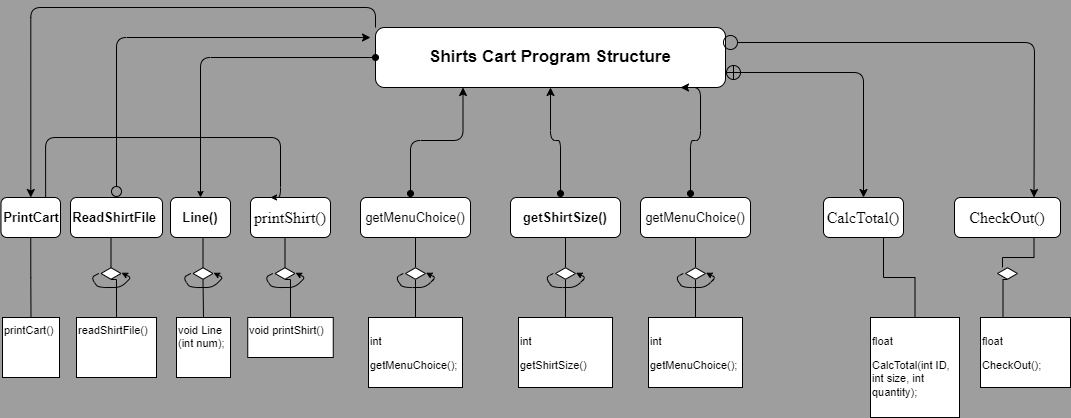 Shirts Cart Program Structure
PrintCart
ReadShirtFile
Line()
printShirt()
getMenuChoice()
getShirtSize()
getMenuChoice()
CalcTotal()
CheckOut()
printCart()
readShirtFile()
void Line
(int num);
void printShirt()
int
getMenuChoice();
int
getShirtSize()
int
getMenuChoice();
float
CalcTotal(int ID,
int size, int
quantity);
float
CheckOut();